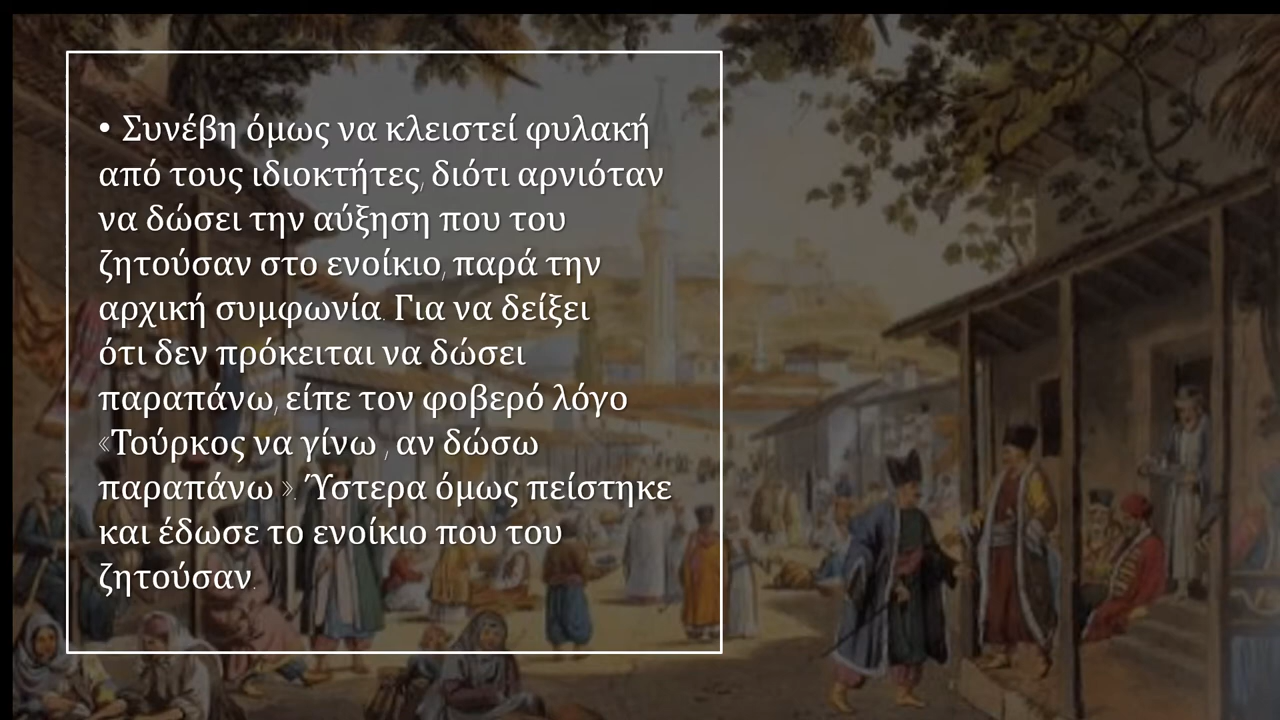 • Συνέβη όμως να κλειστεί φυλακή
από τους ιδιοκτήτες, διότι αρνιόταν
να δώσει την αύξηση που του
ζητούσαν στο ενοίκιο, παρά την
αρχική συμφωνία. Για να δείξει
ότι δεν πρόκειται να δώσει
παραπάνω, είπε τον φοβερό λόγο
«Τούρκος να γίνω , αν δώσω
παραπάνω ». Ύστερα όμως πείστηκε
και έδωσε το ενοίκιο που του
ζητούσαν.